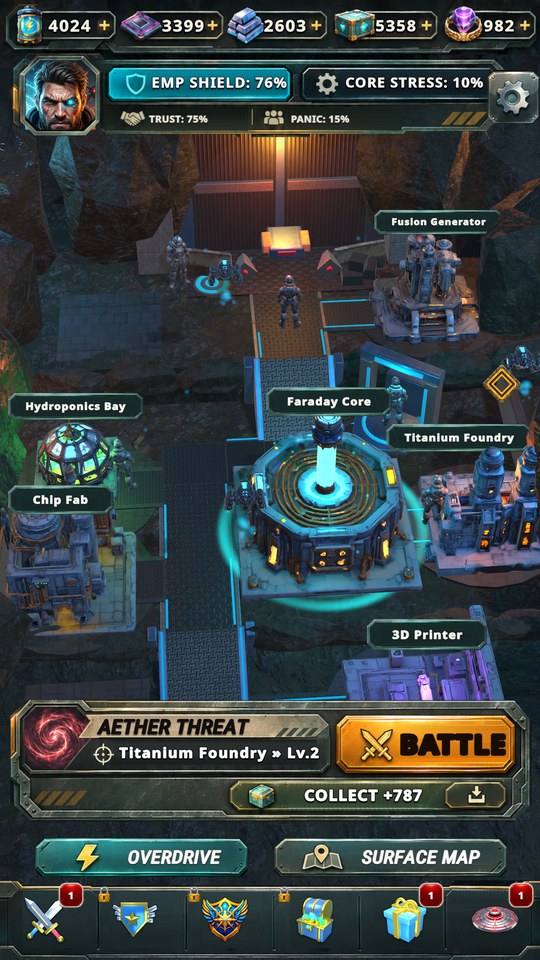 4024 + 3399 + 2603 + 5358 + 982 +
EMP SHIELD: 76% CORE STRESS: 10%
TRUST: 75% PANIC: 15%
Fusion Generator
Faraday Core
Hydroponics Bay
Titanium Foundry
Chip Fab
3D Printer
AETHER THREAT
Titanium Foundry » Lv.2
BATTLE
COLLECT +787
OVERDRIVE SURFACE MAP
1 1 1